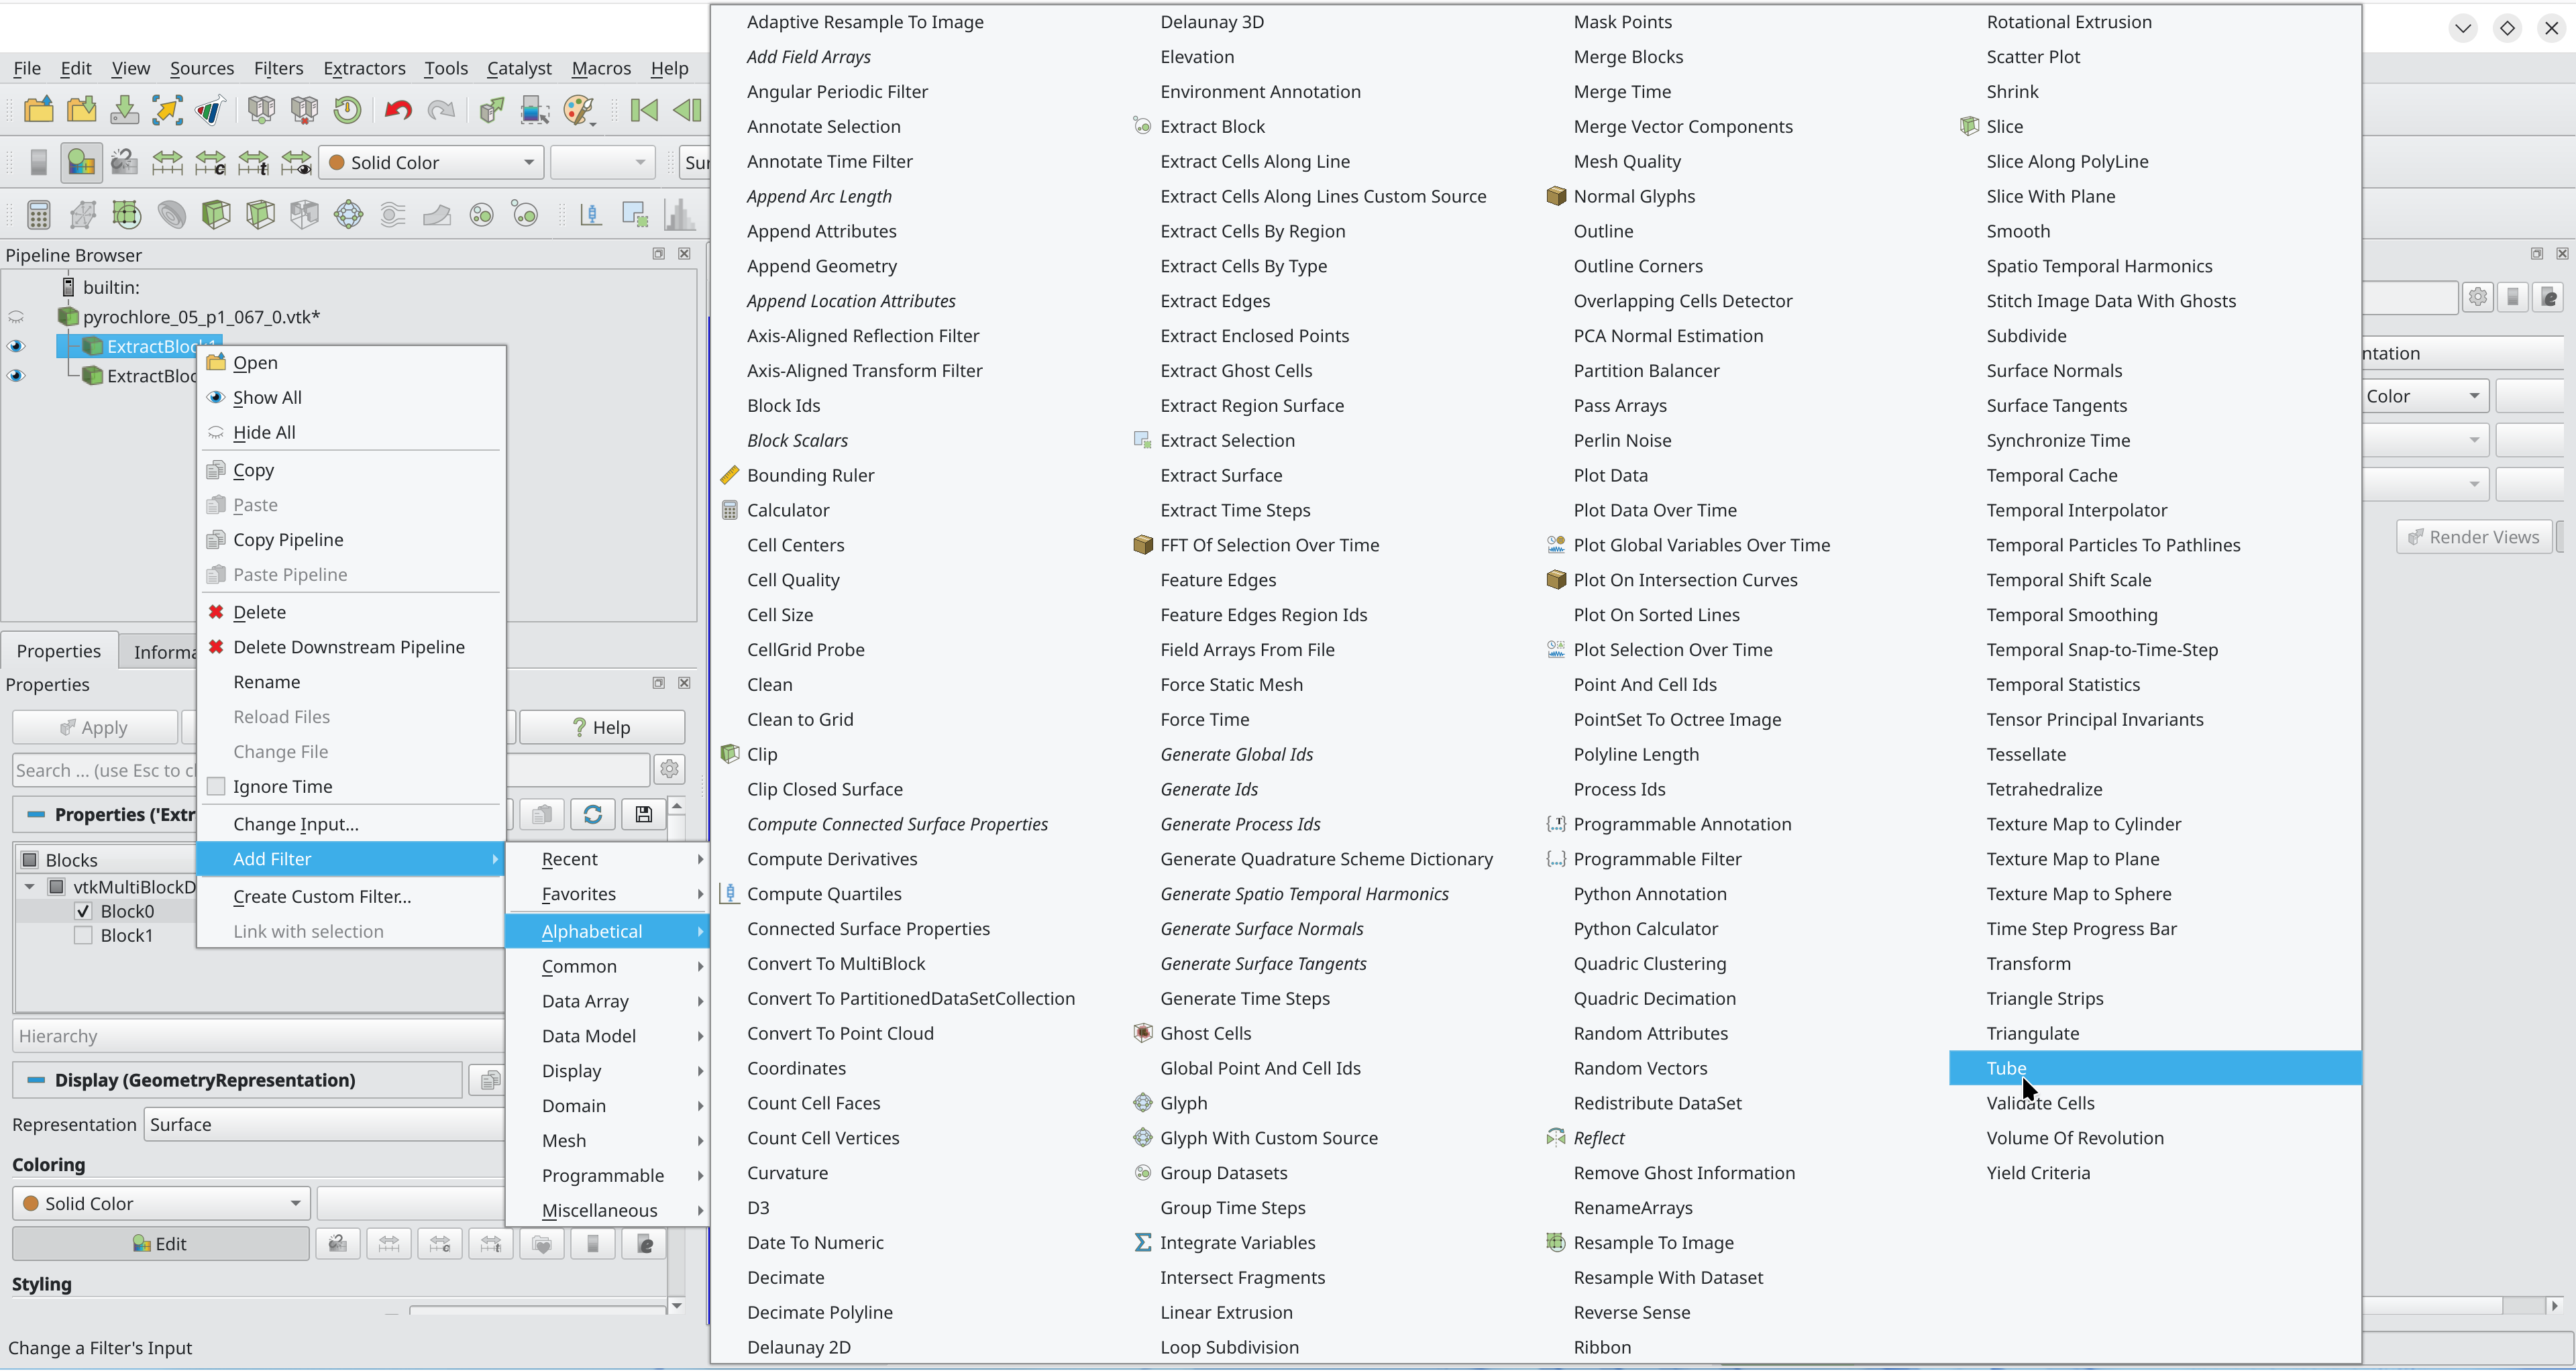 File Edit View Sources Filters Extractors Tools Catalyst Macros Help
Solid Color
Pipeline Browser
builtin:
pyrochlore_05_p1_067_0.vtk*
ExtractBlock1
ExtractBloc
Open
Show All
Hide All
Copy
Paste
Copy Pipeline
Paste Pipeline
Delete
Delete Downstream Pipeline
Rename
Reload Files
Change File
Ignore Time
Change Input...
Add Filter
Create Custom Filter...
Link with selection
Properties
Properties
Apply
Help
Search ... (use Esc to cl
Properties ('Extr
Blocks
vtkMultiBlockD
Block0
Block1
Hierarchy
Display (GeometryRepresentation)
Representation Surface
Coloring
Solid Color
Edit
Styling
Change a Filter's Input
Recent
Favorites
Alphabetical
Common
Data Array
Data Model
Display
Domain
Mesh
Programmable
Miscellaneous
Adaptive Resample To Image
Add Field Arrays
Angular Periodic Filter
Annotate Selection
Annotate Time Filter
Append Arc Length
Append Attributes
Append Geometry
Append Location Attributes
Axis-Aligned Reflection Filter
Axis-Aligned Transform Filter
Block Ids
Block Scalars
Bounding Ruler
Calculator
Cell Centers
Cell Quality
Cell Size
CellGrid Probe
Clean
Clean to Grid
Clip
Clip Closed Surface
Compute Connected Surface Properties
Compute Derivatives
Compute Quartiles
Connected Surface Properties
Convert To MultiBlock
Convert To PartitionedDataSetCollection
Convert To Point Cloud
Coordinates
Count Cell Faces
Count Cell Vertices
Curvature
D3
Date To Numeric
Decimate
Decimate Polyline
Delaunay 2D
Delaunay 3D
Elevation
Environment Annotation
Extract Block
Extract Cells Along Line
Extract Cells Along Lines Custom Source
Extract Cells By Region
Extract Cells By Type
Extract Edges
Extract Enclosed Points
Extract Ghost Cells
Extract Region Surface
Extract Selection
Extract Surface
Extract Time Steps
FFT Of Selection Over Time
Feature Edges
Feature Edges Region Ids
Field Arrays From File
Force Static Mesh
Force Time
Generate Global Ids
Generate Ids
Generate Process Ids
Generate Quadrature Scheme Dictionary
Generate Spatio Temporal Harmonics
Generate Surface Normals
Generate Surface Tangents
Generate Time Steps
Ghost Cells
Global Point And Cell Ids
Glyph
Glyph With Custom Source
Group Datasets
Group Time Steps
Integrate Variables
Intersect Fragments
Linear Extrusion
Loop Subdivision
Mask Points
Merge Blocks
Merge Time
Merge Vector Components
Mesh Quality
Normal Glyphs
Outline
Outline Corners
Overlapping Cells Detector
PCA Normal Estimation
Partition Balancer
Pass Arrays
Perlin Noise
Plot Data
Plot Data Over Time
Plot Global Variables Over Time
Plot On Intersection Curves
Plot On Sorted Lines
Plot Selection Over Time
Point And Cell Ids
PointSet To Octree Image
Polyline Length
Process Ids
Programmable Annotation
Programmable Filter
Python Annotation
Python Calculator
Quadric Clustering
Quadric Decimation
Random Attributes
Random Vectors
Redistribute DataSet
Reflect
Remove Ghost Information
RenameArrays
Resample To Image
Resample With Dataset
Reverse Sense
Ribbon
Rotational Extrusion
Scatter Plot
Shrink
Slice
Slice Along PolyLine
Slice With Plane
Smooth
Spatio Temporal Harmonics
Stitch Image Data With Ghosts
Subdivide
Surface Normals
Surface Tangents
Synchronize Time
Temporal Cache
Temporal Interpolator
Temporal Particles To Pathlines
Temporal Shift Scale
Temporal Smoothing
Temporal Snap-to-Time-Step
Temporal Statistics
Tensor Principal Invariants
Tessellate
Tetrahedralize
Texture Map to Cylinder
Texture Map to Plane
Texture Map to Sphere
Time Step Progress Bar
Transform
Triangle Strips
Triangulate
Tube
Validate Cells
Volume Of Revolution
Yield Criteria
ntation
Color
Render Views